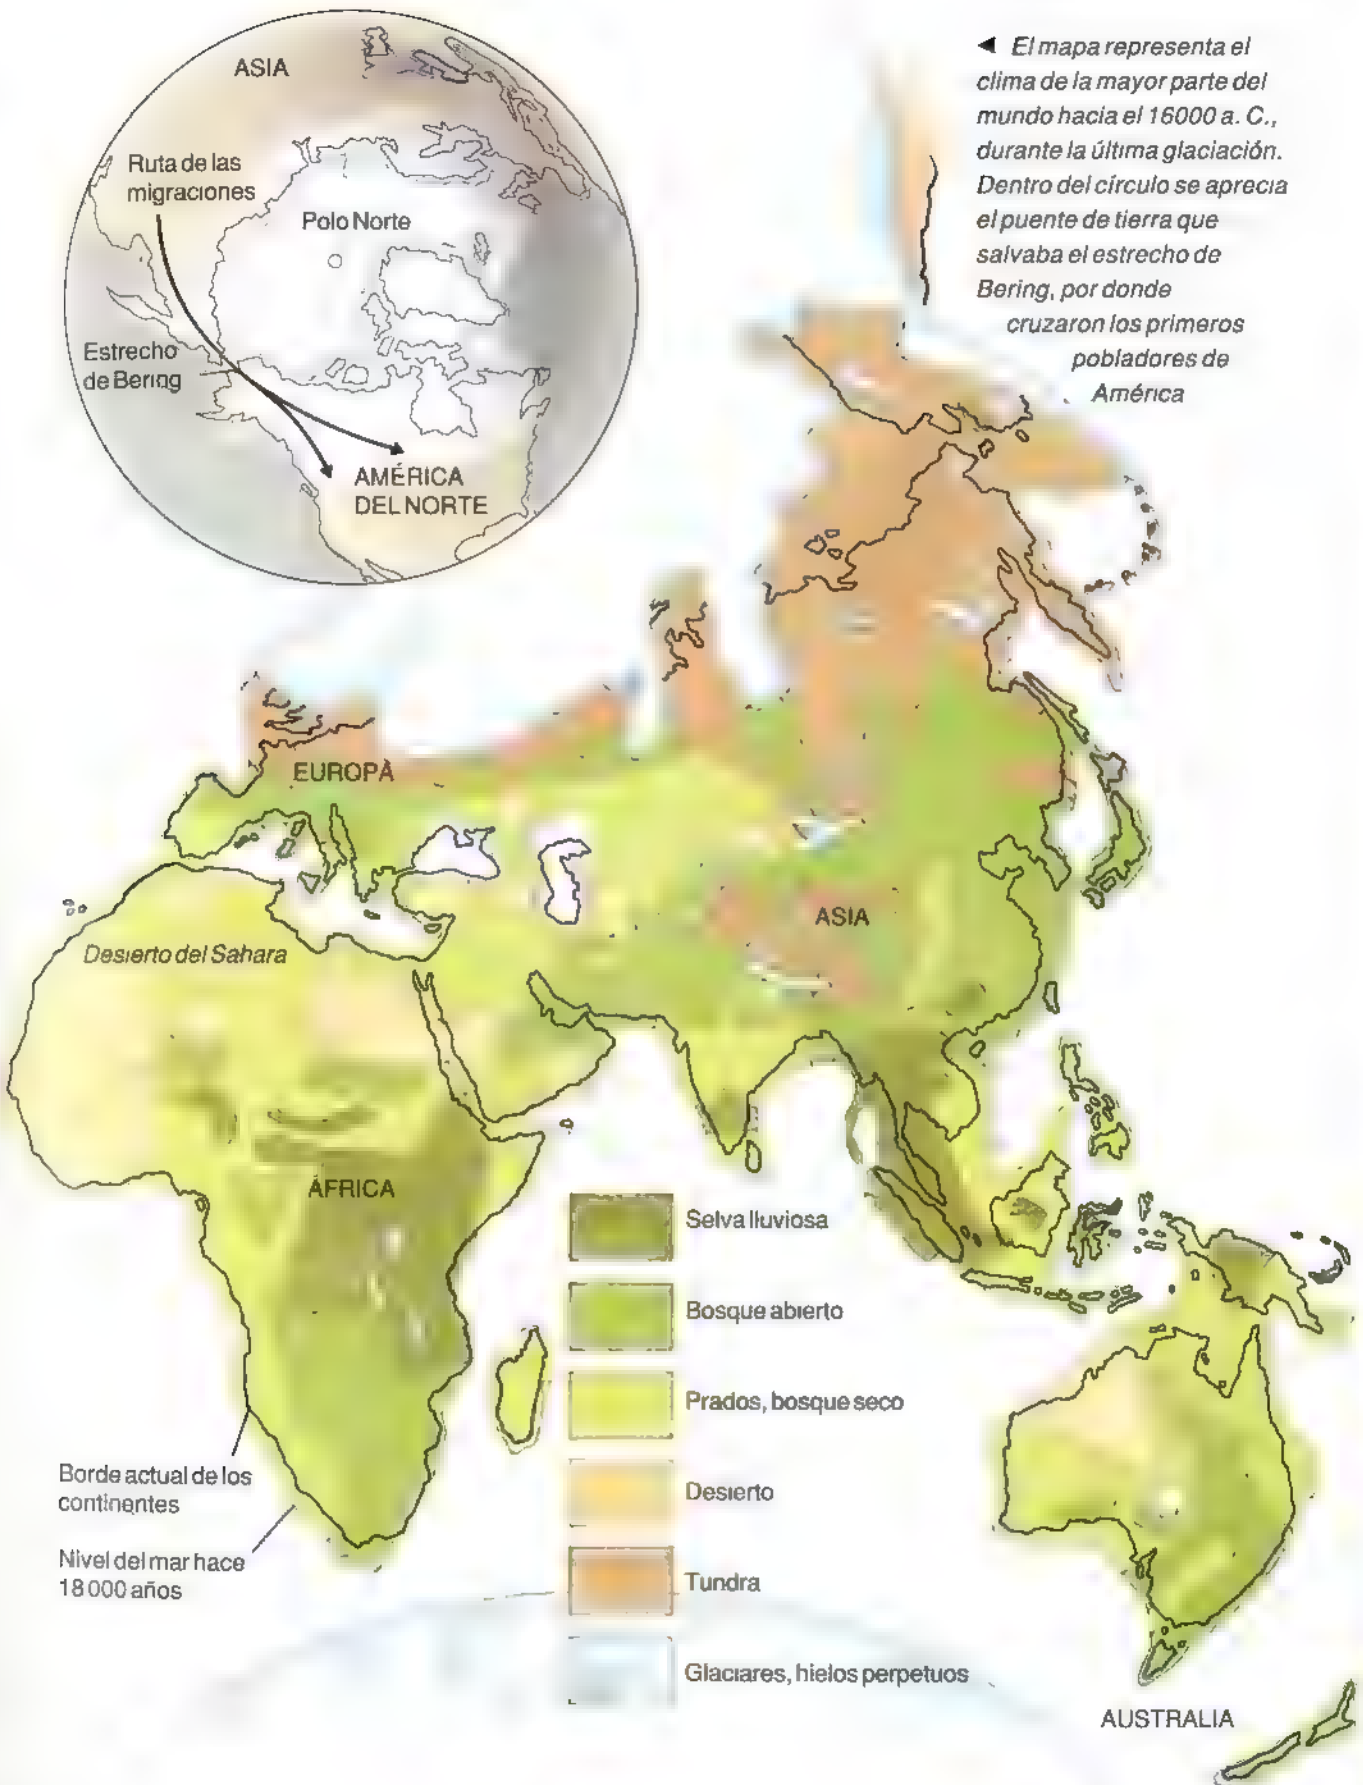 ASIA
Ruta de las
migraciones
Polo Norte
Estrecho
de Bering
AMÉRICA
DEL NORTE
◄ El mapa representa el
clima de la mayor parte del
mundo hacia el 16000 a. C.,
durante la última glaciación.
Dentro del círculo se aprecia
el puente de tierra que
salvaba el estrecho de
Bering, por donde
cruzaron los primeros
pobladores de
América
EUROPA
ASIA
Desierto del Sahara
ÁFRICA
Selva lluviosa
Bosque abierto
Prados, bosque seco
Desierto
Tundra
Glaciares, hielos perpetuos
Borde actual de los
continentes
Nivel del mar hace
18 000 años
AUSTRALIA